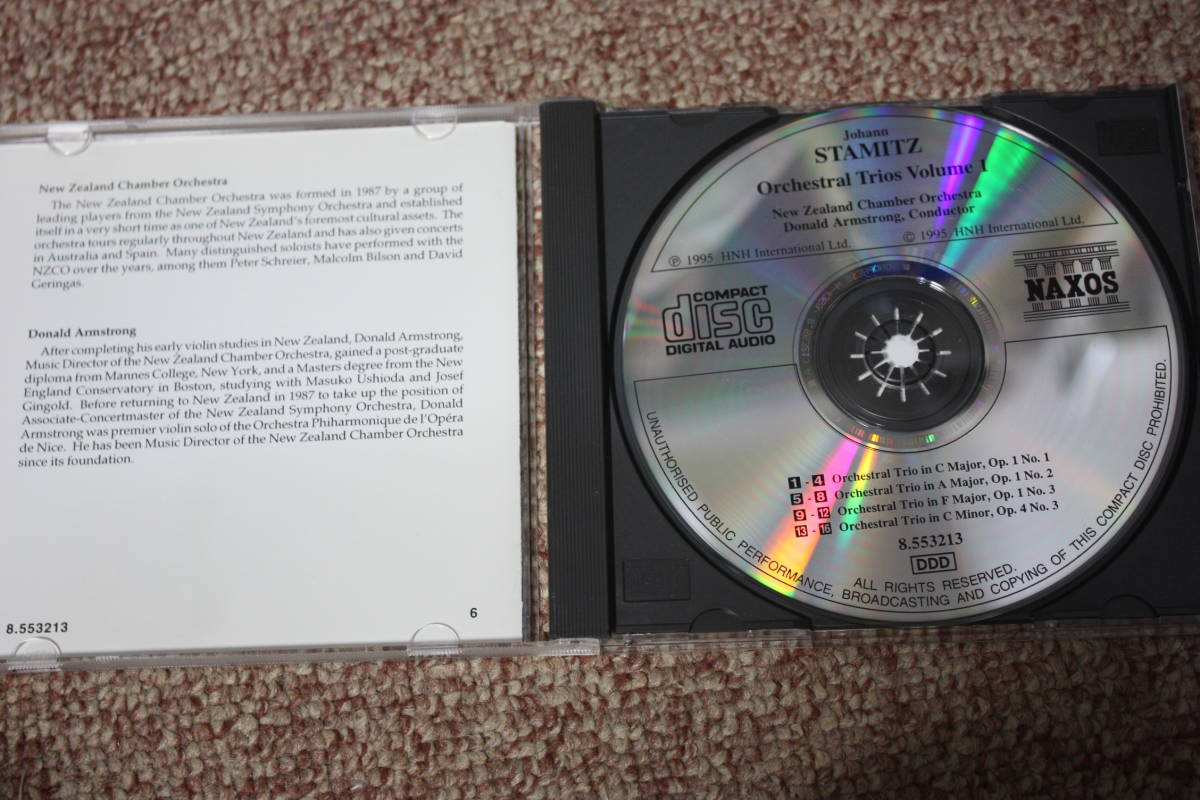 New Zealand Chamber Orchestra
The New Zealand Chamber Orchestra was formed in 1987 by a group of
leading players from the New Zealand Symphony Orchestra and established
itself in a very short time as one of New Zealand's foremost cultural assets. The
orchestra tours regularly throughout New Zealand and has also given concerts
in Australia and Spain. Many distinguished soloists have performed with the
NZCO over the years, among them Peter Schreier, Malcolm Bilson and David
Geringas.
Donald Armstrong
After completing his early violin studies in New Zealand, Donald Armstrong,
Music Director of the New Zealand Chamber Orchestra, gained a post-graduate
diploma from Mannes College, New York, and a Masters degree from the New
England Conservatory in Boston, studying with Masuko Ushioda and Josef
Gingold. Before returning to New Zealand in 1987 to take up the position of
Associate-Concertmaster of the New Zealand Symphony Orchestra, Donald
Armstrong was premier violin solo of the Orchestra Philharmonique de l'Opéra
de Nice. He has been Music Director of the New Zealand Chamber Orchestra
since its foundation.
8.553213
6
Johann
STAMITZ
Orchestral Trios Volume 1
New Zealand Chamber Orchestra
Donald Armstrong, Conductor
℗ 1995 HNH International Ltd. © 1995 HNH International Ltd.
COMPACT
disc
DIGITAL AUDIO
NAXOS
1 - 4 Orchestral Trio in C Major, Op. 1 No. 1
5 - 8 Orchestral Trio in A Major, Op. 1 No. 2
9 - 12 Orchestral Trio in F Major, Op. 1 No. 3
13 - 16 Orchestral Trio in C Minor, Op. 4 No. 3
8.553213
DDD
ALL RIGHTS RESERVED.
UNAUTHORISED PUBLIC PERFORMANCE, BROADCASTING AND COPYING OF THIS COMPACT DISC PROHIBITED.